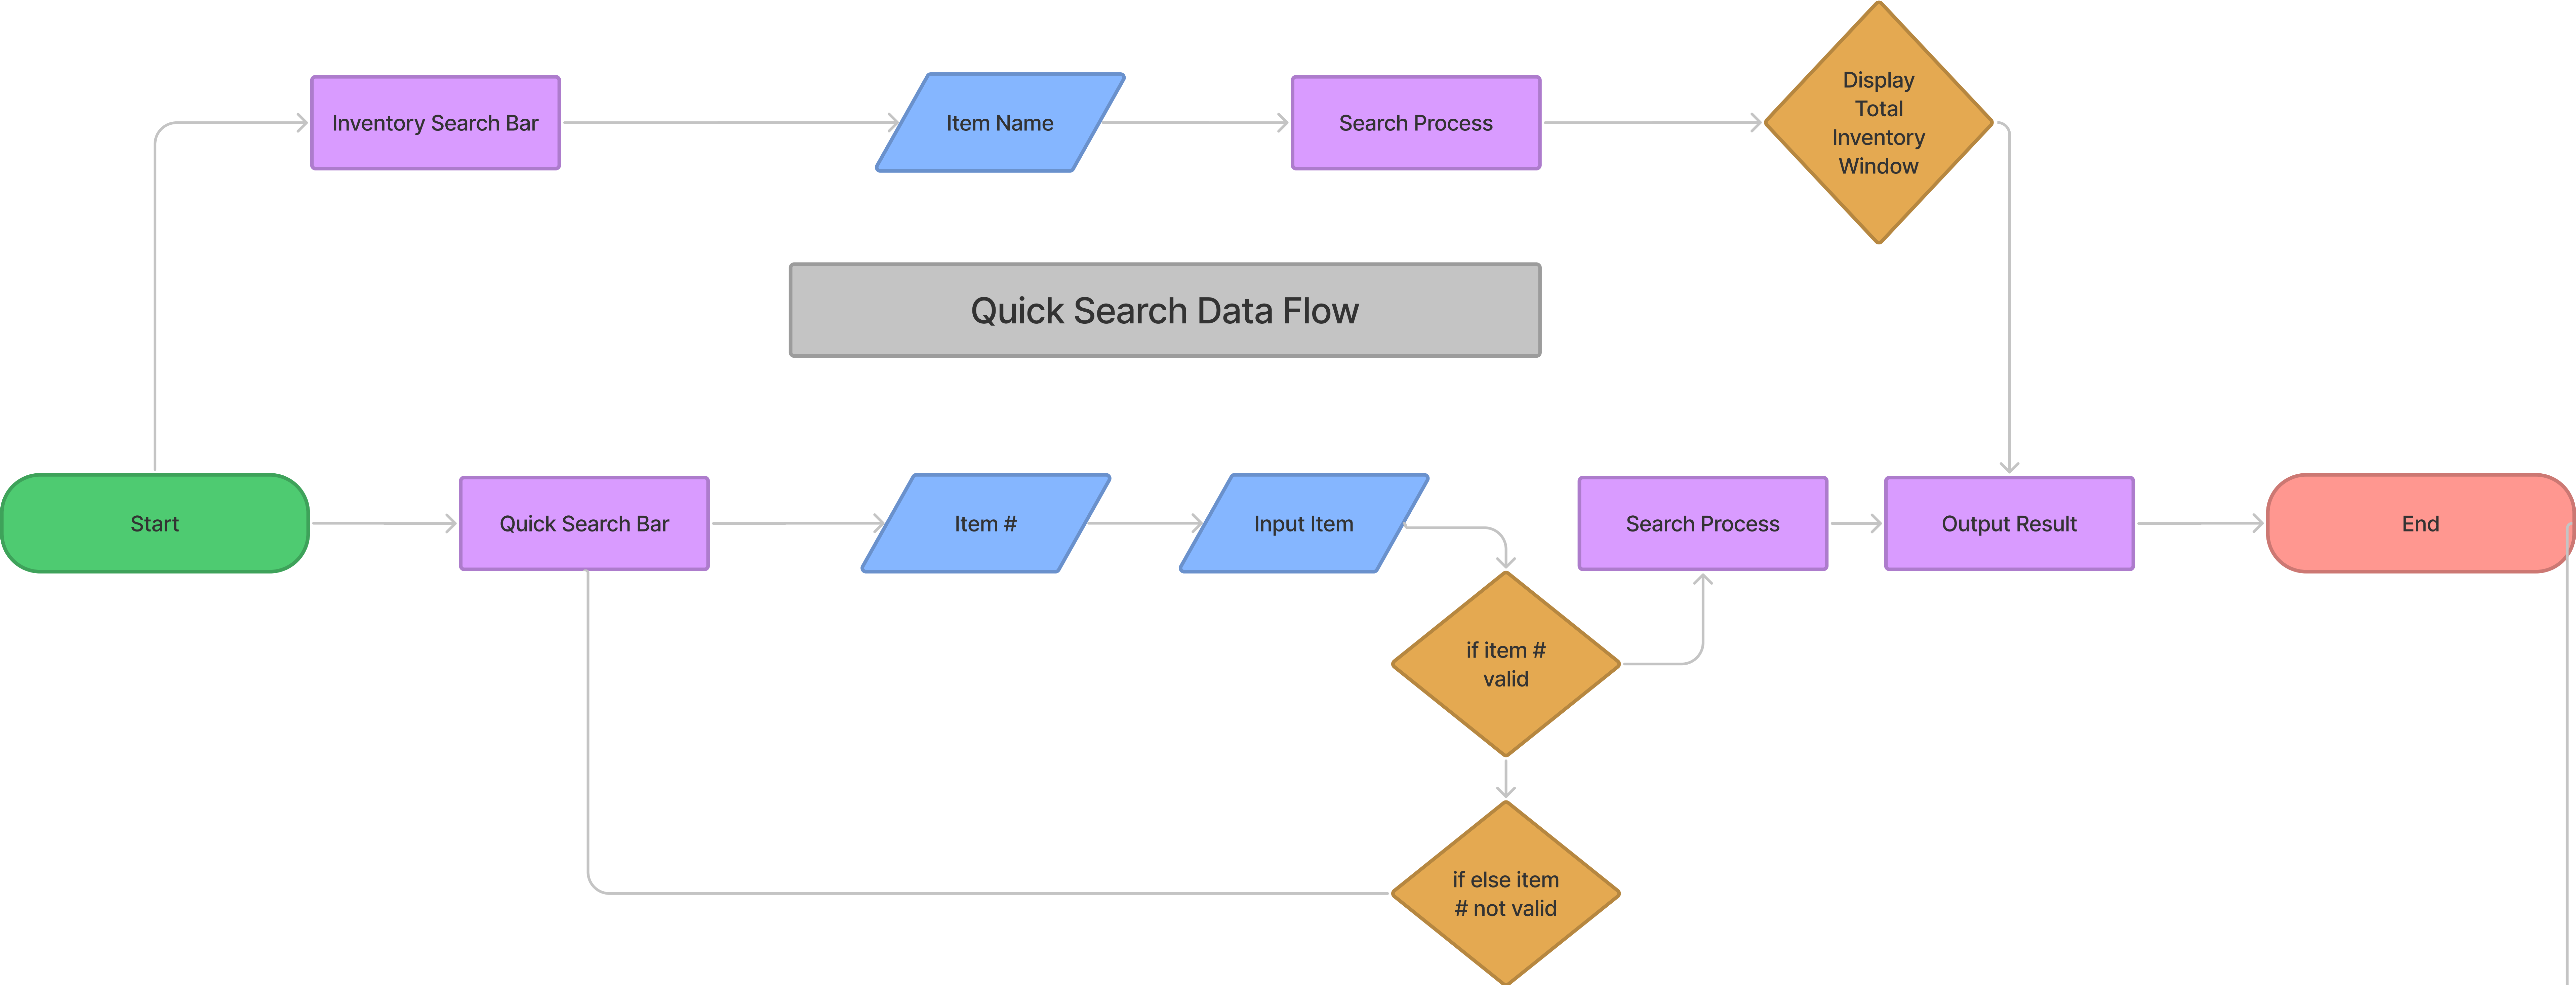 Inventory Search Bar
Item Name
Search Process
Display
Total
Inventory
Window
Quick Search Data Flow
Start
Quick Search Bar
Item #
Input Item
Search Process
Output Result
End
if item #
valid
if else item
# not valid